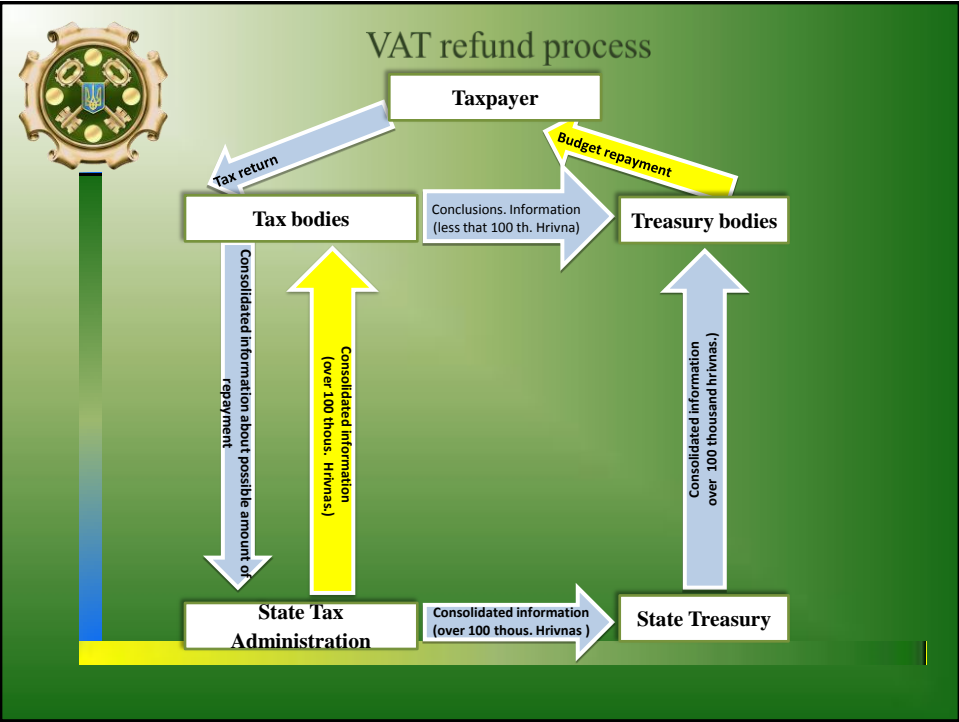 VAT refund process
Taxpayer
Tax return
Budget repayment
Tax bodies
Conclusions. Information
(less that 100 th. Hrivna)
Treasury bodies
Consolidated information about possible amount of
repayment
Consolidated information
(over 100 thous. Hrivnas.)
Consolidated information
over 100 thousand hrivnas.)
State Tax
Administration
Consolidated information
(over 100 thous. Hrivnas )
State Treasury